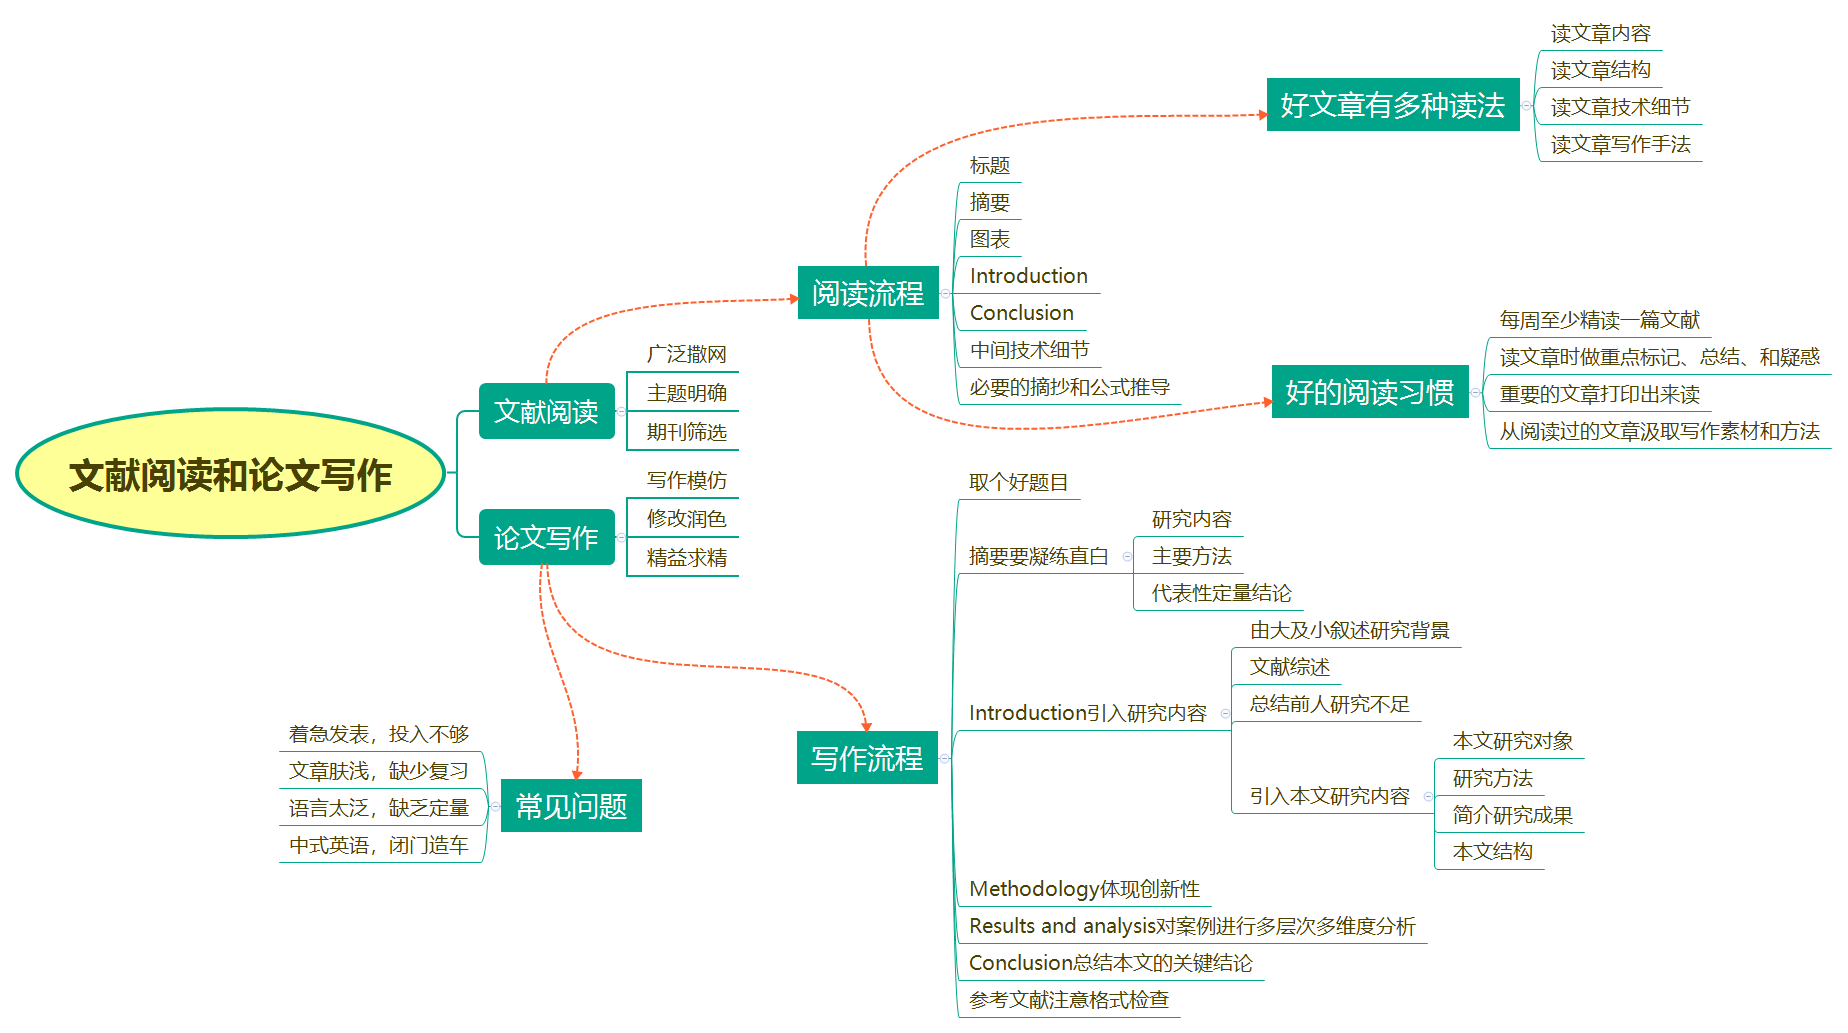 文献阅读和论文写作
文献阅读
广泛撒网
主题明确
期刊筛选
论文写作
写作模仿
修改润色
精益求精
阅读流程
标题
摘要
图表
Introduction
Conclusion
中间技术细节
必要的摘抄和公式推导
好文章有多种读法
读文章内容
读文章结构
读文章技术细节
读文章写作手法
好的阅读习惯
每周至少精读一篇文献
读文章时做重点标记、总结、和疑惑
重要的文章打印出来读
从阅读过的文章汲取写作素材和方法
写作流程
取个好题目
摘要要凝练直白
研究内容
主要方法
代表性定量结论
Introduction引入研究内容
由大及小叙述研究背景
文献综述
总结前人研究不足
引入本文研究内容
本文研究对象
研究方法
简介研究成果
本文结构
Methodology体现创新性
Results and analysis对案例进行多层次多维度分析
Conclusion总结本文的关键结论
参考文献注意格式检查
常见问题
着急发表，投入不够
文章肤浅，缺少复习
语言太泛，缺乏定量
中式英语，闭门造车